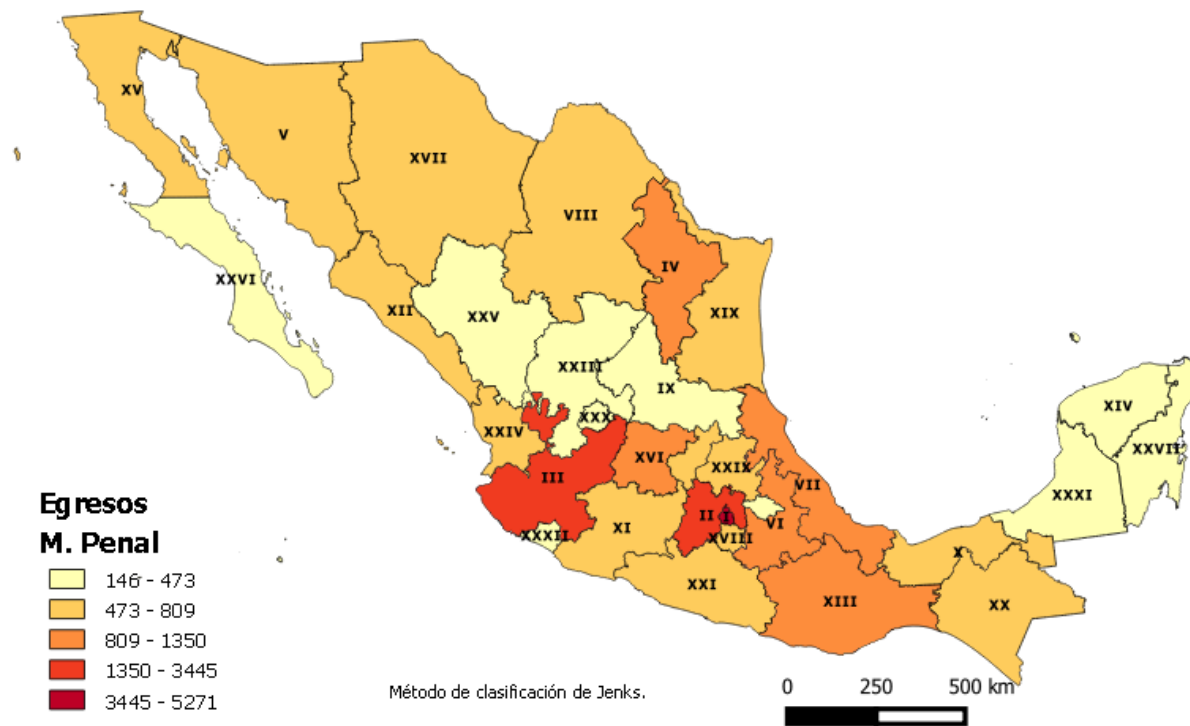 XV
V
XVII
VIII
IV
XXVI
XII
XXV
XIX
XXIII
IX
XXX
XXIV
XIV
XXVII
XVI
XXIX
III
VII
XXXI
II
I
VI
XXXII
XI
XVIII
X
XXI
XIII
XX
Egresos
M. Penal
146 - 473
473 - 809
809 - 1350
1350 - 3445
3445 - 5271
Método de clasificación de Jenks.
0 250 500 km